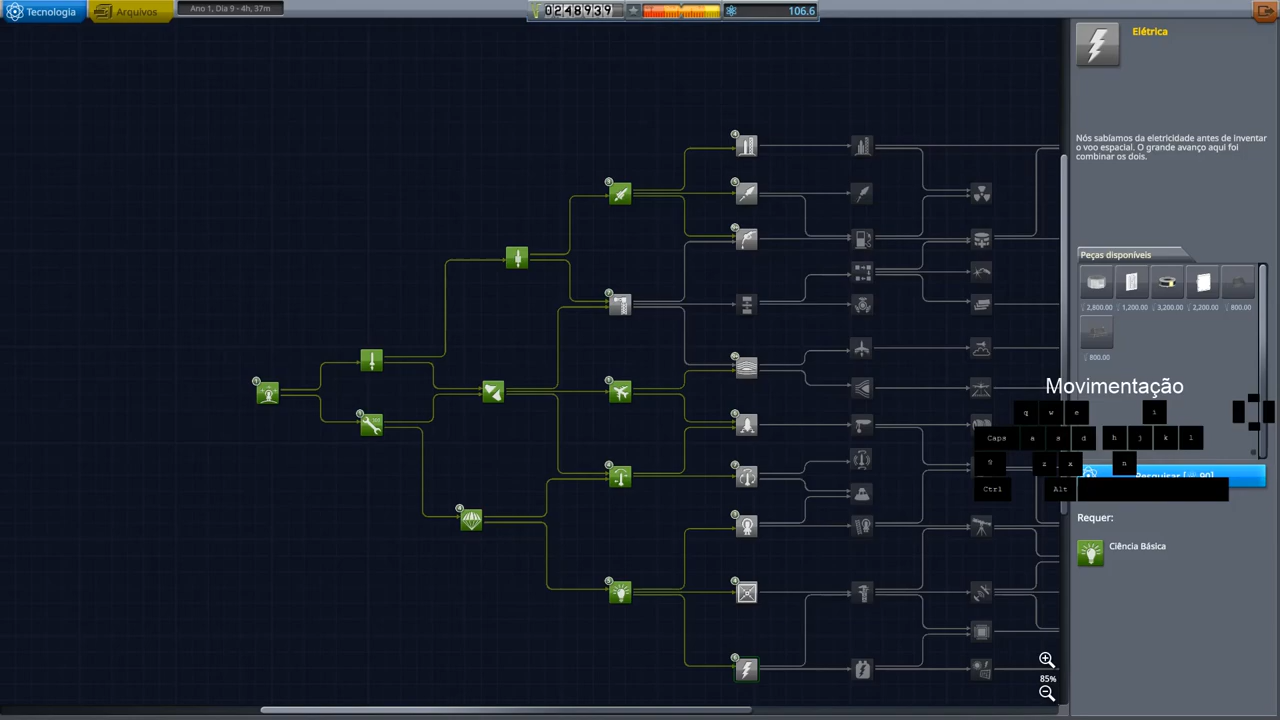 Tecnologia
Arquivos
Ano 1, Dia 9 - 4h, 37m
0248939
106.6
Elétrica
Nós sabíamos da eletricidade antes de inventar
o voo espacial. O grande avanço aqui foi
combinar os dois.
Peças disponíveis
2,800.00
1,200.00
3,200.00
2,200.00
800.00
800.00
Movimentação
q w e i
Caps a s d h j k l
z x n
Ctrl Alt
Pesquisar [ 90]
Requer:
Ciência Básica
85%